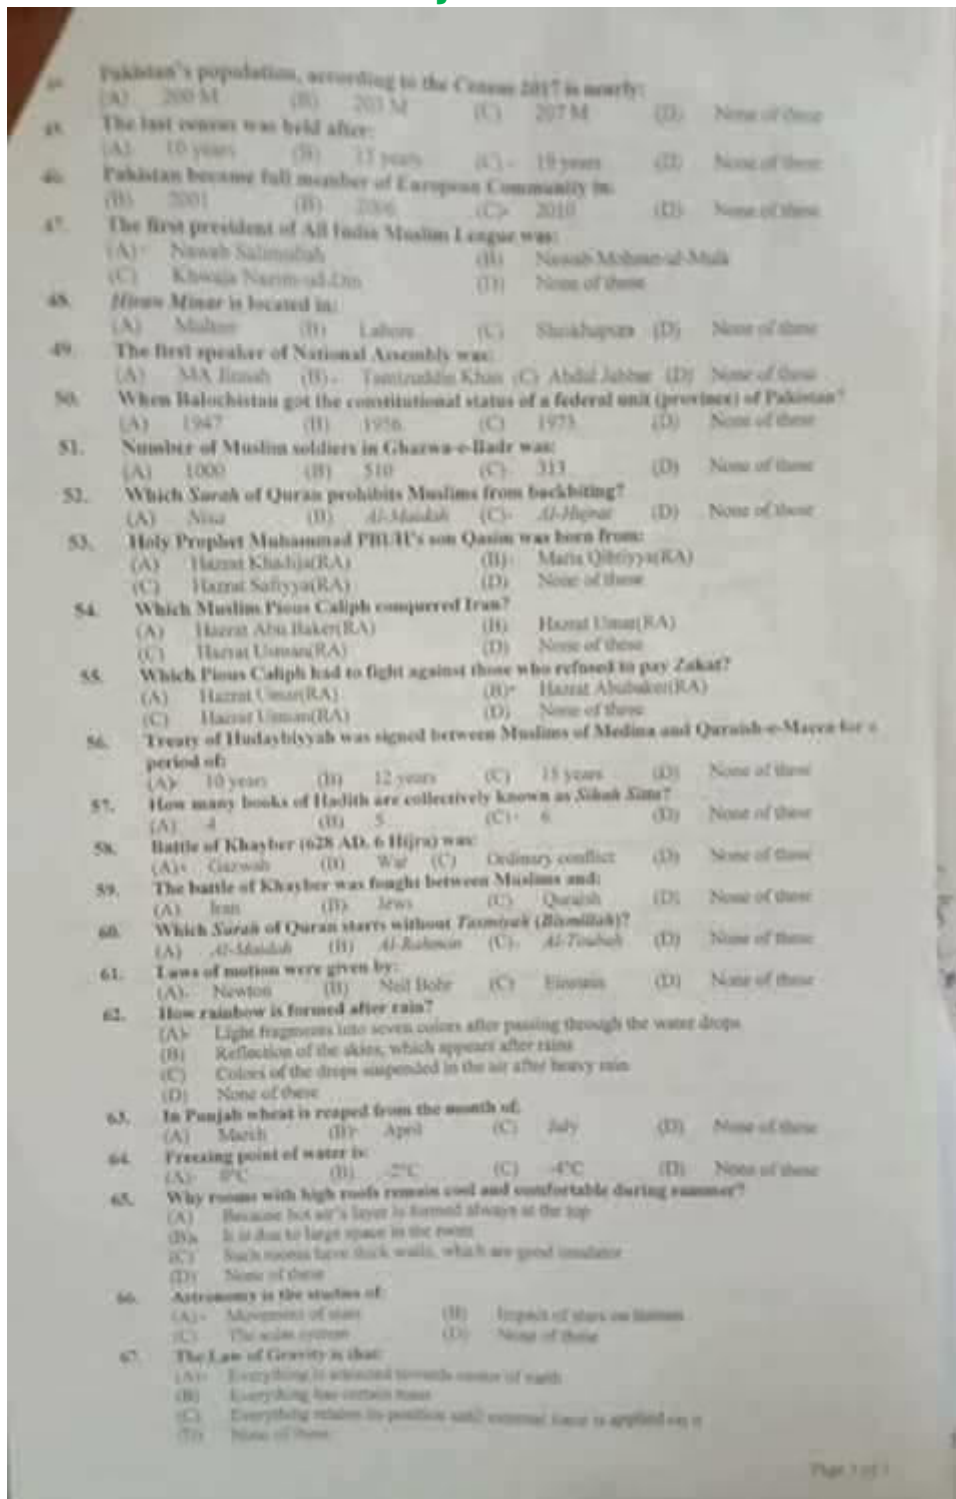 Pakistan's population, according to the Census 2017 is nearly:
(A) 200 M (B) 203 M (C) 207 M (D) None of these
45. The last census was held after:
(A) 10 years (B) 15 years (C) 19 years (D) None of these
46. Pakistan became full member of European Community in:
(B) 2001 (B) 2006 (C) 2010 (D) None of these
47. The first president of All India Muslim League was:
(A) Nawab Salimullah (B) Nawab Mohsin-ul-Mulk
(C) Khwaja Nazim-ud-Din (D) None of these
48. Hiran Minar is located in:
(A) Multan (B) Lahore (C) Sheikhupura (D) None of these
49. The first speaker of National Assembly was:
(A) MA Jinnah (B) Tamizuddin Khan (C) Abdul Jabbar (D) None of these
50. When Balochistan got the constitutional status of a federal unit (province) of Pakistan?
(A) 1947 (B) 1956 (C) 1973 (D) None of these
51. Number of Muslim soldiers in Ghazwa-e-Badr was:
(A) 1000 (B) 510 (C) 313 (D) None of these
52. Which Surah of Quran prohibits Muslims from backbiting?
(A) Nisa (B) Al-Maidah (C) Al-Hujrat (D) None of these
53. Holy Prophet Muhammad PBUH's son Qasim was born from:
(A) Hazrat Khadija(RA) (B) Maria Qibtiyya(RA)
(C) Hazrat Safiyya(RA) (D) None of these
54. Which Muslim Pious Caliph conquered Iran?
(A) Hazrat Abu Baker(RA) (B) Hazrat Umar(RA)
(C) Hazrat Usman(RA) (D) None of these
55. Which Pious Caliph had to fight against those who refused to pay Zakat?
(A) Hazrat Umar(RA) (B) Hazrat Abubaker(RA)
(C) Hazrat Usman(RA) (D) None of these
56. Treaty of Hudaybiyyah was signed between Muslims of Medina and Quraish-e-Macca for a
period of:
(A) 10 years (B) 12 years (C) 15 years (D) None of these
57. How many books of Hadith are collectively known as Sihah Sitta?
(A) 4 (B) 5 (C) 6 (D) None of these
58. Battle of Khayber (628 AD, 6 Hijra) was:
(A) Gazwah (B) War (C) Ordinary conflict (D) None of these
59. The battle of Khayber was fought between Muslims and:
(A) Iran (B) Jews (C) Quraish (D) None of these
60. Which Surah of Quran starts without Tasmiyah (Bismillah)?
(A) Al-Maidah (B) Al-Rahman (C) Al-Taubah (D) None of these
61. Laws of motion were given by:
(A) Newton (B) Neil Bohr (C) Einstein (D) None of these
62. How rainbow is formed after rain?
(A) Light fragments into seven colors after passing through the water drops
(B) Reflection of the skies, which appears after rains
(C) Colors of the drops suspended in the air after heavy rain
(D) None of these
63. In Punjab wheat is reaped from the month of:
(A) March (B) April (C) July (D) None of these
64. Freezing point of water is:
(A) 0°C (B) -2°C (C) -4°C (D) None of these
65. Why rooms with high roofs remain cool and comfortable during summer?
(A) Because hot air's layer is formed always at the top
(B) It is due to large space in the room
(C) Such rooms have thick walls, which are good insulator
(D) None of these
66. Astronomy is the studies of:
(A) Movement of stars (B) Impact of stars on human
(C) The solar system (D) None of these
67. The Law of Gravity is that:
(A) Everything is attracted towards center of earth
(B) Everything has certain mass
(C) Everything retains its position until external force is applied on it
(D) None of these